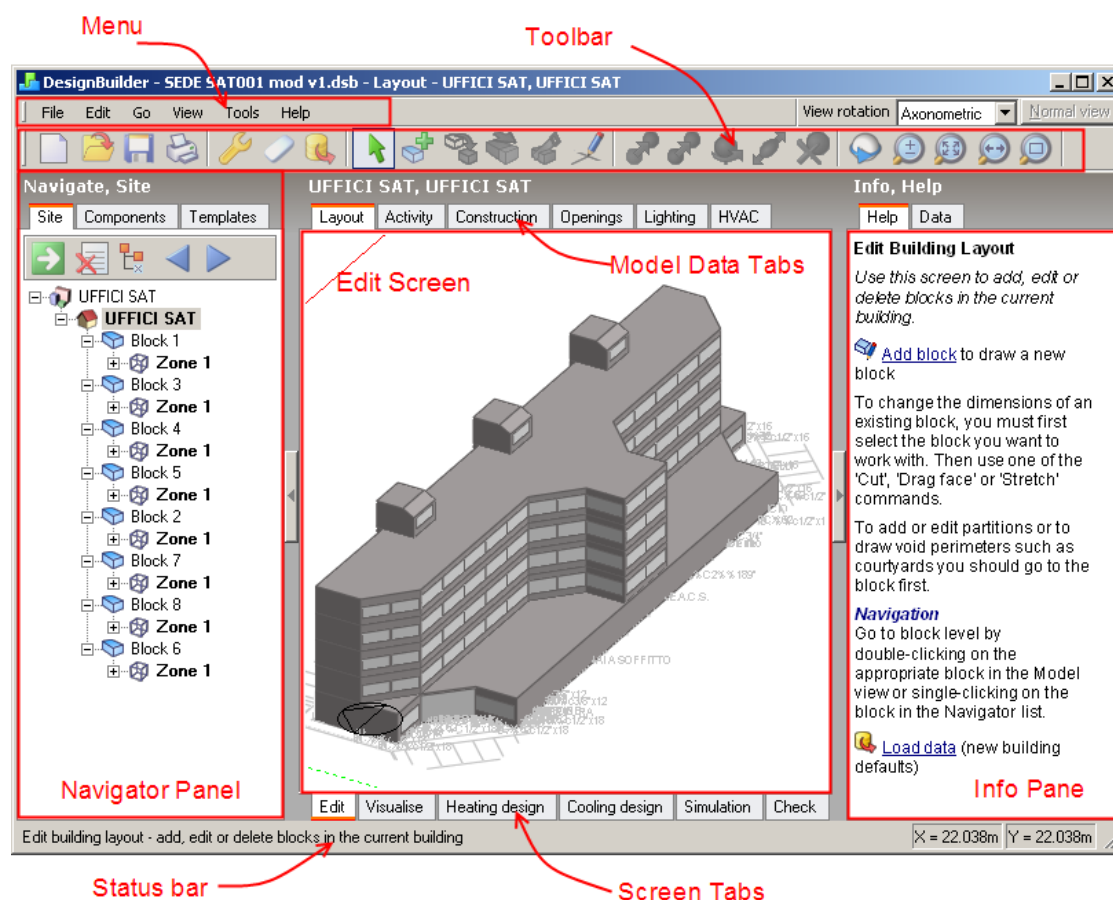 Menu
Toolbar
DesignBuilder - SEDE SAT001 mod v1.dsb - Layout - UFFICI SAT, UFFICI SAT
File Edit Go View Tools Help
View rotation Axonometric Normal view
Navigate, Site
Site Components Templates
UFFICI SAT
UFFICI SAT
Block 1
Zone 1
Block 3
Zone 1
Block 4
Zone 1
Block 5
Zone 1
Block 2
Zone 1
Block 7
Zone 1
Block 8
Zone 1
Block 6
Zone 1
Navigator Panel
UFFICI SAT, UFFICI SAT
Layout Activity Construction Openings Lighting HVAC
Edit Screen
Model Data Tabs
E.A.C.S.
SOFFITTO
Edit Visualise Heating design Cooling design Simulation Check
Info, Help
Help Data
Edit Building Layout
Use this screen to add, edit or
delete blocks in the current
building.
Add block to draw a new
block
To change the dimensions of an
existing block, you must first
select the block you want to
work with. Then use one of the
'Cut', 'Drag face' or 'Stretch'
commands.
To add or edit partitions or to
draw void perimeters such as
courtyards you should go to the
block first.
Navigation
Go to block level by
double-clicking on the
appropriate block in the Model
view or single-clicking on the
block in the Navigator list.
Load data (new building
defaults)
Info Pane
Edit building layout - add, edit or delete blocks in the current building
X = 22.038m Y = 22.038m
Status bar
Screen Tabs